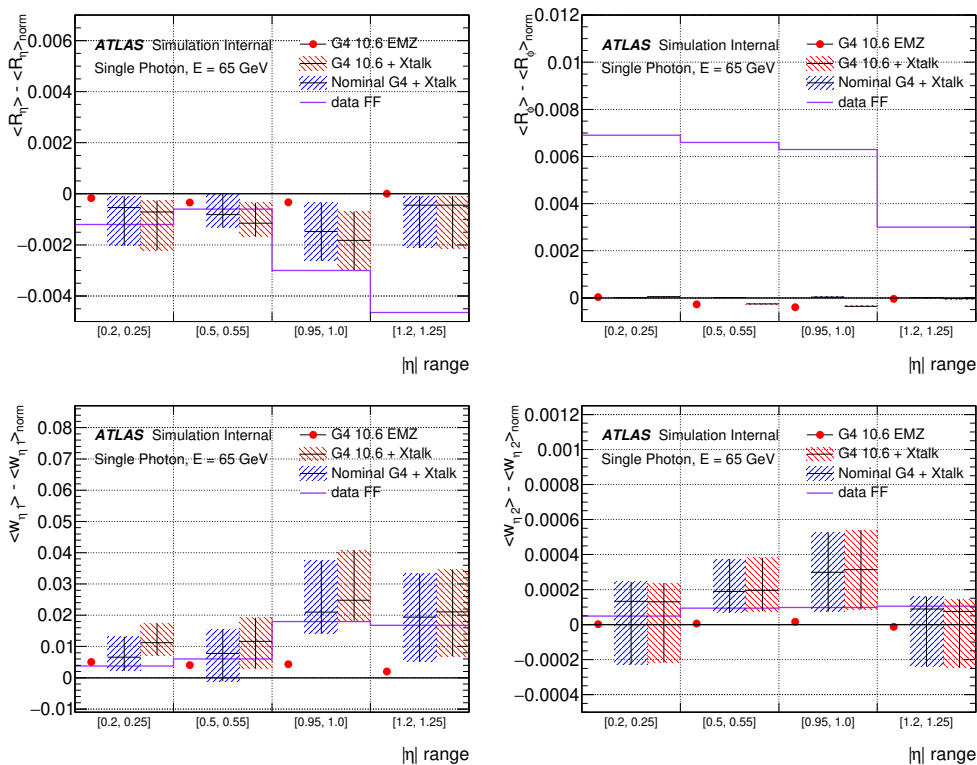 <R_η> - <R_η>_norm
0.006
0.004
0.002
0
−0.002
−0.004
ATLAS Simulation Internal
Single Photon, E = 65 GeV
G4 10.6 EMZ
G4 10.6 + Xtalk
Nominal G4 + Xtalk
data FF
[0.2, 0.25] [0.5, 0.55] [0.95, 1.0] [1.2, 1.25]
|η| range
<R_ϕ> - <R_ϕ>_norm
0.012
0.01
0.008
0.006
0.004
0.002
0
ATLAS Simulation Internal
Single Photon, E = 65 GeV
G4 10.6 EMZ
G4 10.6 + Xtalk
Nominal G4 + Xtalk
data FF
[0.2, 0.25] [0.5, 0.55] [0.95, 1.0] [1.2, 1.25]
|η| range
<w_η 1> - <w_η 1>_norm
0.08
0.07
0.06
0.05
0.04
0.03
0.02
0.01
0
−0.01
ATLAS Simulation Internal
Single Photon, E = 65 GeV
G4 10.6 EMZ
G4 10.6 + Xtalk
Nominal G4 + Xtalk
data FF
[0.2, 0.25] [0.5, 0.55] [0.95, 1.0] [1.2, 1.25]
|η| range
<w_η 2> - <w_η 2>_norm
0.0012
0.001
0.0008
0.0006
0.0004
0.0002
0
−0.0002
−0.0004
ATLAS Simulation Internal
Single Photon, E = 65 GeV
G4 10.6 EMZ
G4 10.6 + Xtalk
Nominal G4 + Xtalk
data FF
[0.2, 0.25] [0.5, 0.55] [0.95, 1.0] [1.2, 1.25]
|η| range